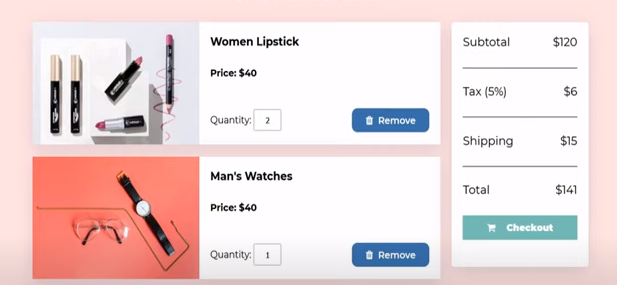 Women Lipstick
Price: $40
Quantity: 2
Remove
Man's Watches
Price: $40
Quantity: 1
Remove
Subtotal $120
Tax (5%) $6
Shipping $15
Total $141
Checkout